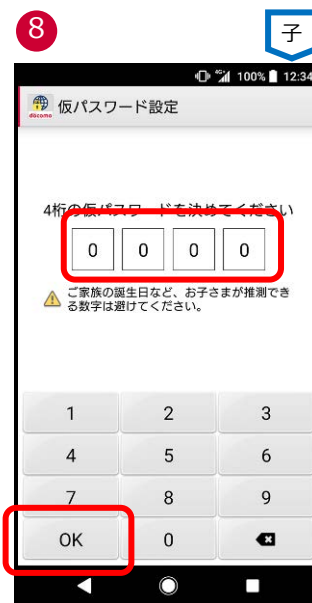 8
子
4G+ 100% 12:34
docomo 仮パスワード設定
4桁の仮パスワードを決めてください
0 0 0 0
ご家族の誕生日など、お子さまが推測でき
る数字は避けてください。
1 2 3
4 5 6
7 8 9
OK 0